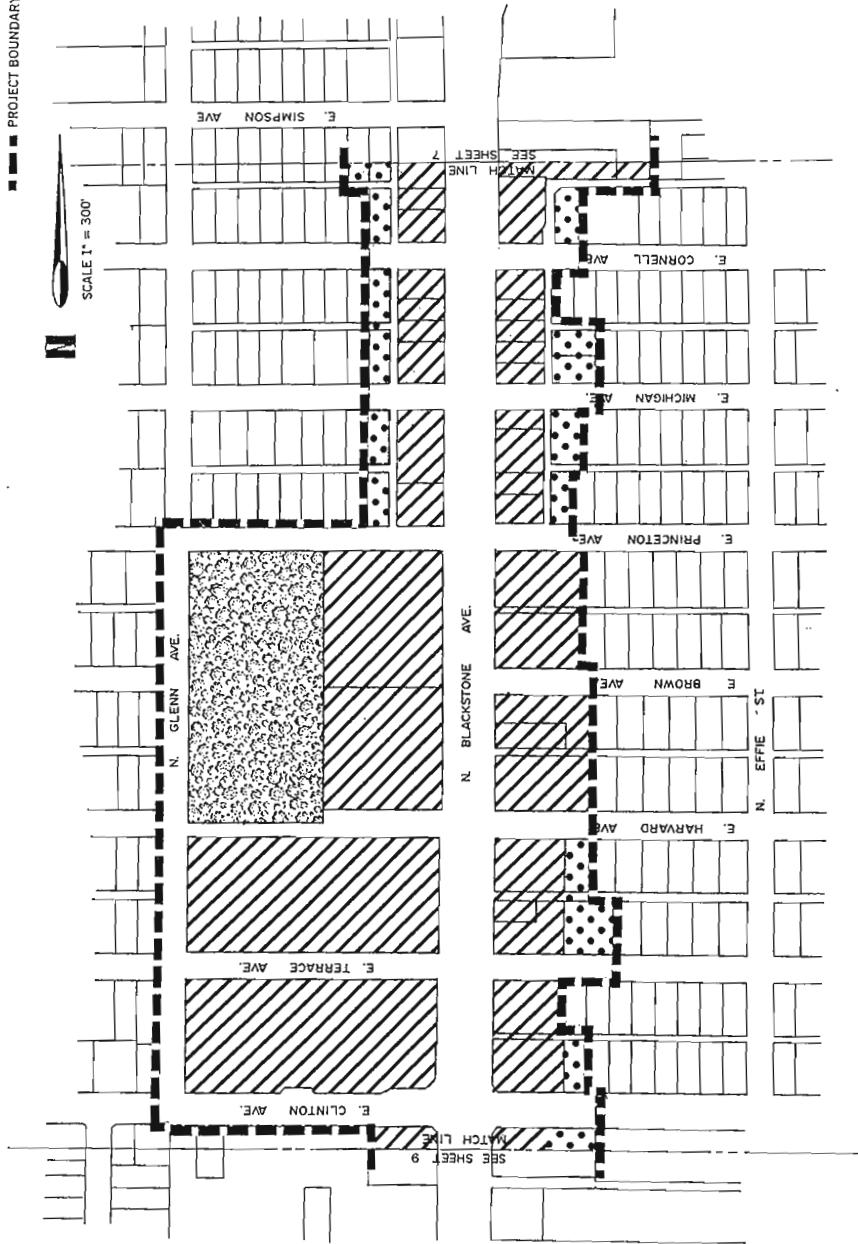 PROJECT BOUNDARY
N
SCALE 1" = 300'
E. SIMPSON AVE
MATCH LINE
SEE SHEET 7
E. CORNELL AVE
E. MICHIGAN AVE.
E. PRINCETON AVE.
N. GLENN AVE.
N. BLACKSTONE AVE.
E BROWN AVE
N. EFFIE ST.
E. HARVARD AVE
E. TERRACE AVE.
E. CLINTON AVE.
MATCH LINE
SEE SHEET 9